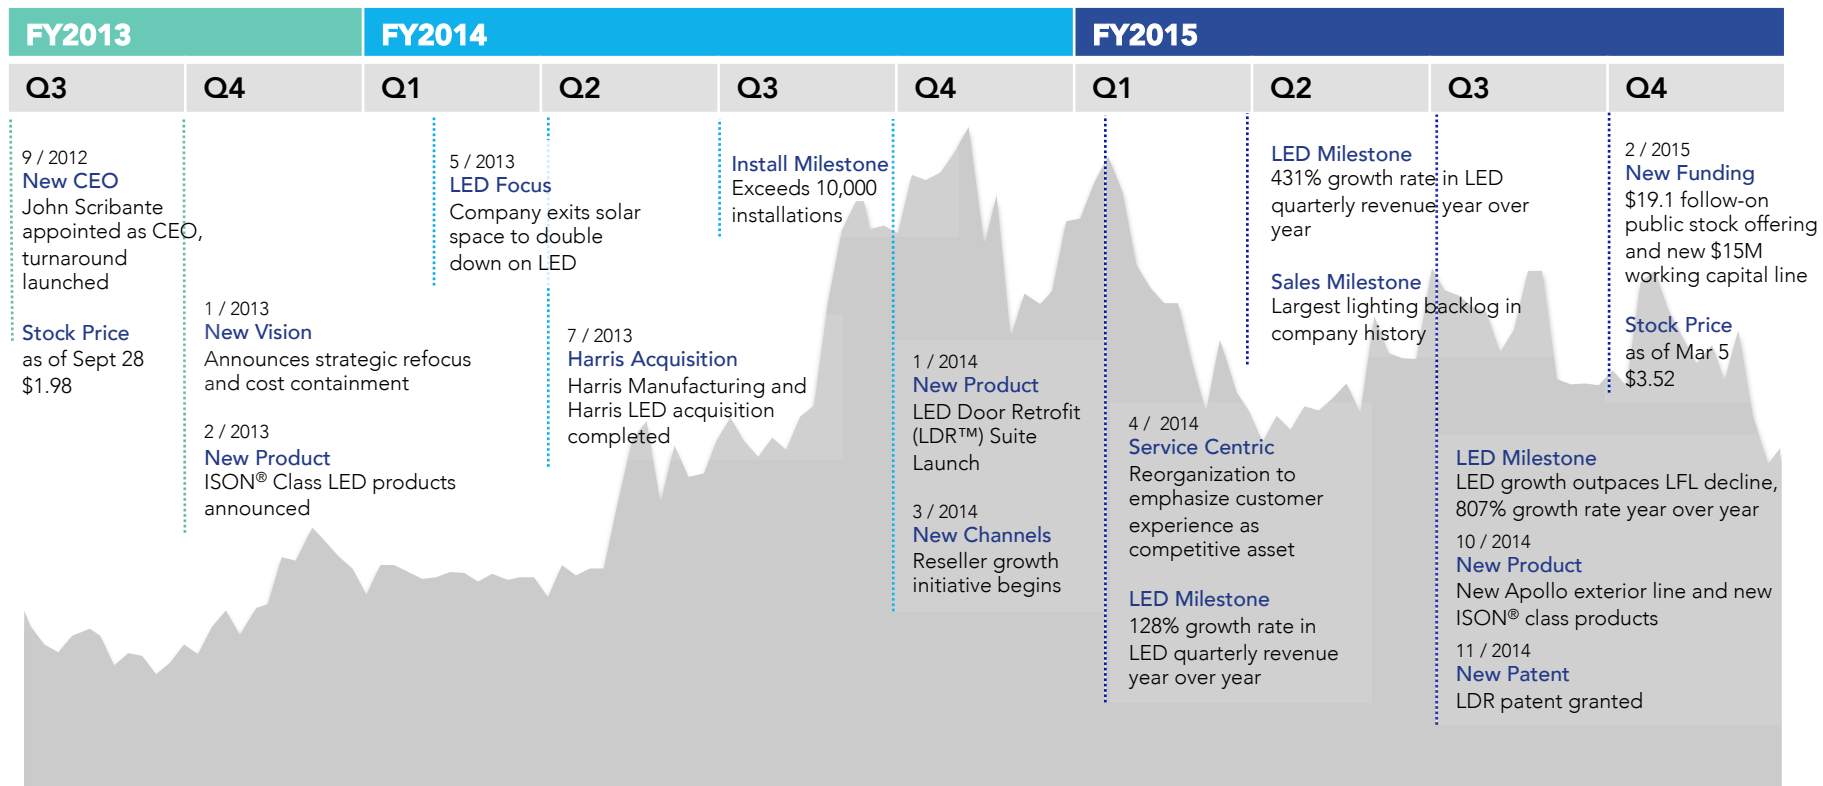 FY2013
FY2014
FY2015
Q3
Q4
Q1
Q2
Q3
Q4
Q1
Q2
Q3
Q4
9 / 2012
New CEO
John Scribante
appointed as CEO,
turnaround
launched
Stock Price
as of Sept 28
$1.98
1 / 2013
New Vision
Announces strategic refocus
and cost containment
2 / 2013
New Product
ISON® Class LED products
announced
5 / 2013
LED Focus
Company exits solar
space to double
down on LED
7 / 2013
Harris Acquisition
Harris Manufacturing and
Harris LED acquisition
completed
Install Milestone
Exceeds 10,000
installations
1 / 2014
New Product
LED Door Retrofit
(LDR™) Suite
Launch
3 / 2014
New Channels
Reseller growth
initiative begins
4 / 2014
Service Centric
Reorganization to
emphasize customer
experience as
competitive asset
LED Milestone
128% growth rate in
LED quarterly revenue
year over year
LED Milestone
431% growth rate in LED
quarterly revenue year over
year
Sales Milestone
Largest lighting backlog in
company history
LED Milestone
LED growth outpaces LFL decline,
807% growth rate year over year
10 / 2014
New Product
New Apollo exterior line and new
ISON® class products
11 / 2014
New Patent
LDR patent granted
2 / 2015
New Funding
$19.1 follow-on
public stock offering
and new $15M
working capital line
Stock Price
as of Mar 5
$3.52